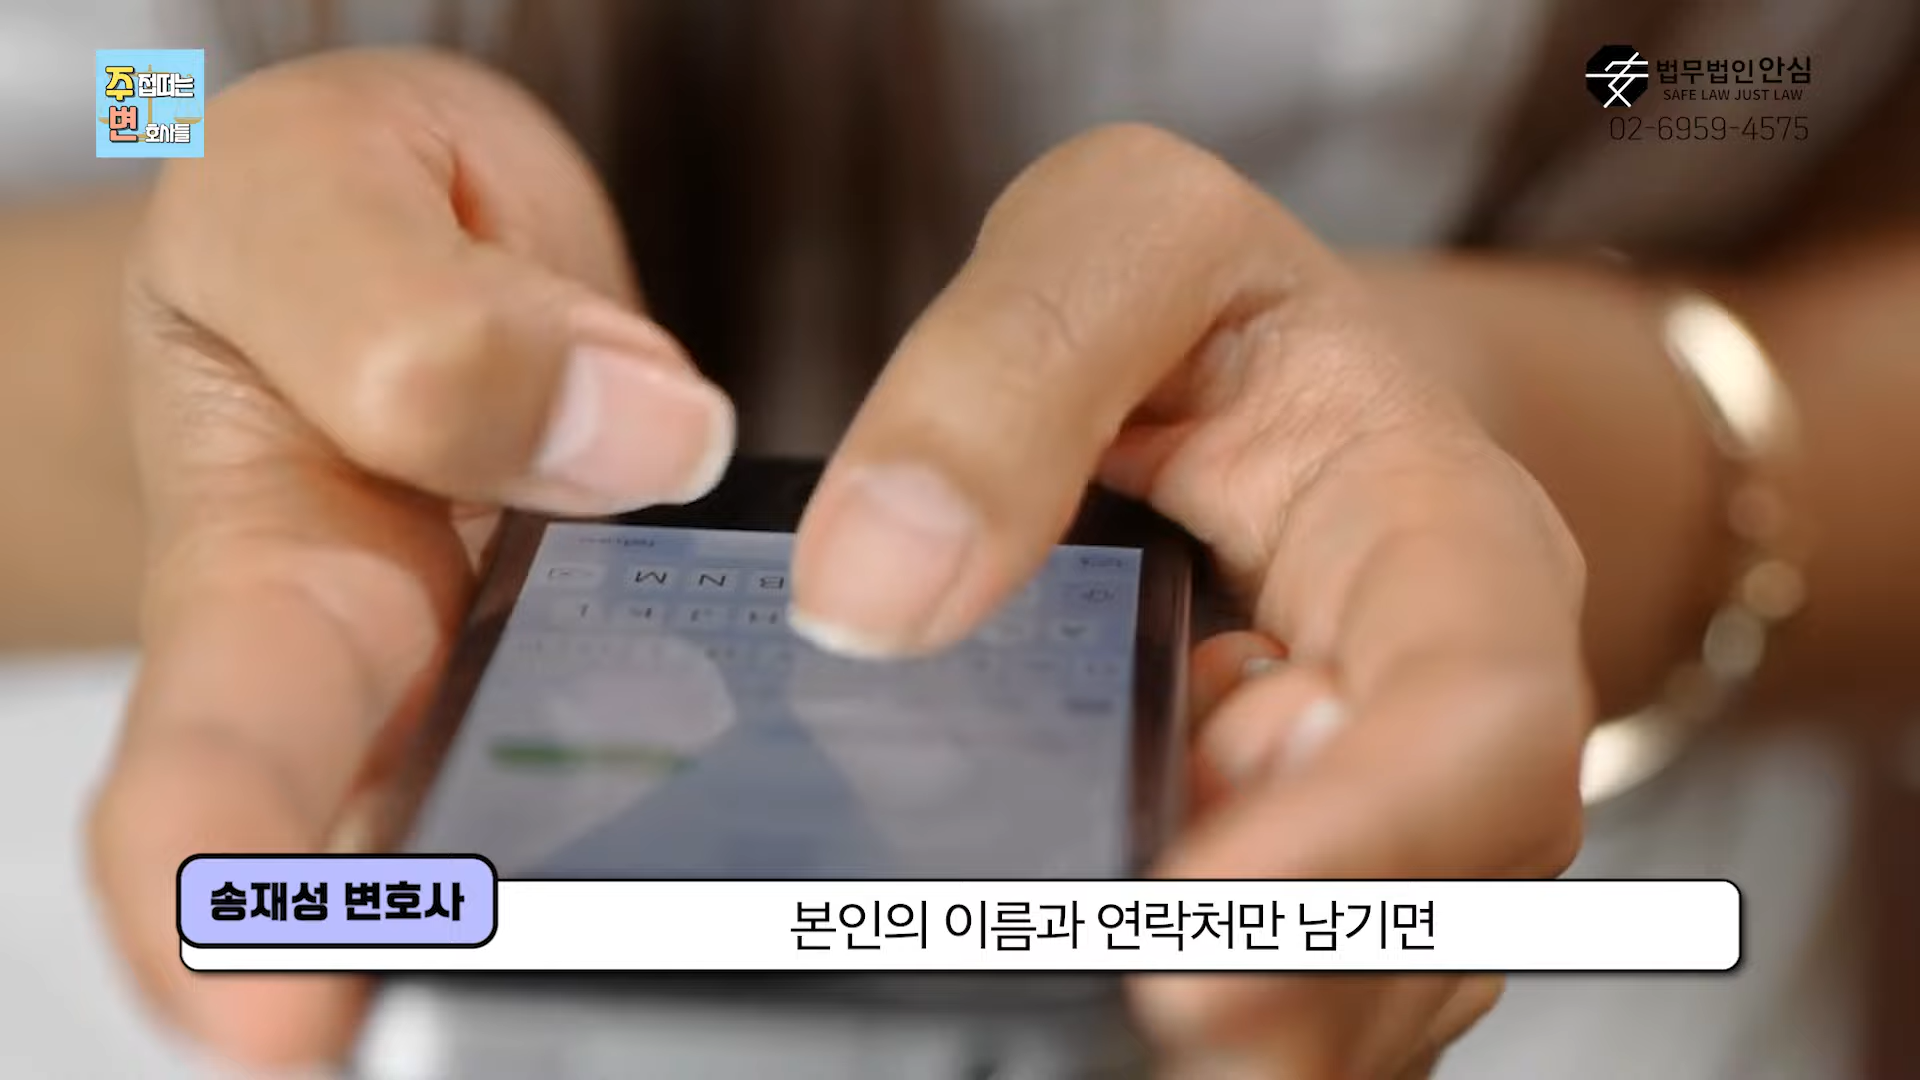 주접떠는
변호사들
법무법인안심
SAFE LAW JUST LAW
02-6959-4575
M N B
송재성 변호사
본인의 이름과 연락처만 남기면